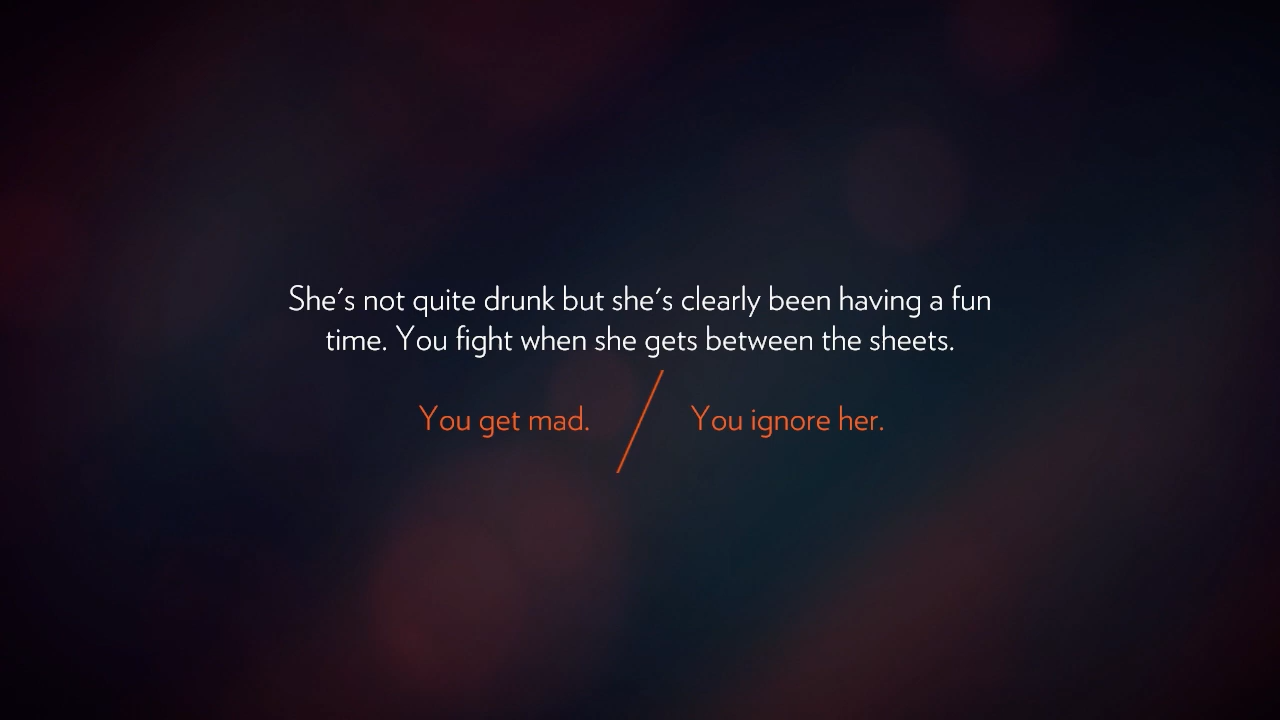 She's not quite drunk but she's clearly been having a fun
time. You fight when she gets between the sheets.
You get mad. / You ignore her.